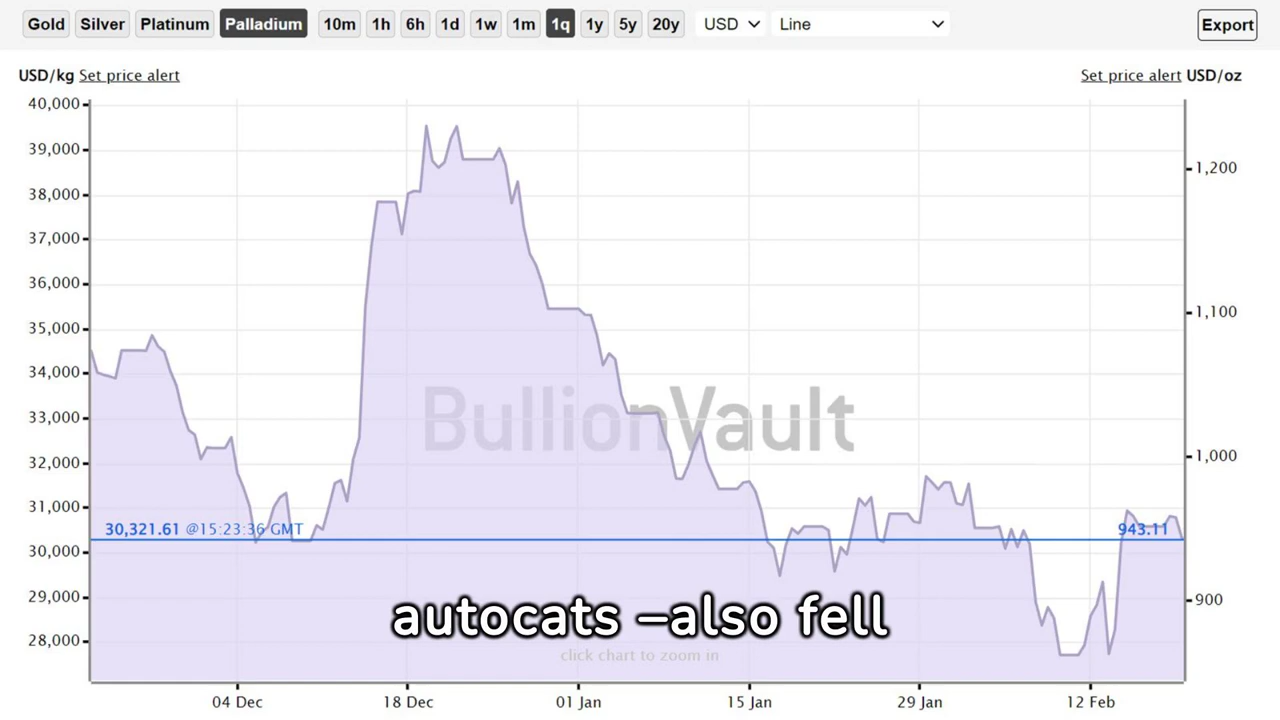 Gold Silver Platinum Palladium 10m 1h 6h 1d 1w 1m 1q 1y 5y 20y USD Line Export
USD/kg Set price alert Set price alert USD/oz
40,000
39,000
38,000
37,000
36,000
35,000
34,000
33,000
32,000
31,000
30,000
29,000
28,000
1,200
1,100
1,000
900
BullionVault
30,321.61 @15:23:36 GMT 943.11
autocats –also fell
click chart to zoom in
04 Dec 18 Dec 01 Jan 15 Jan 29 Jan 12 Feb